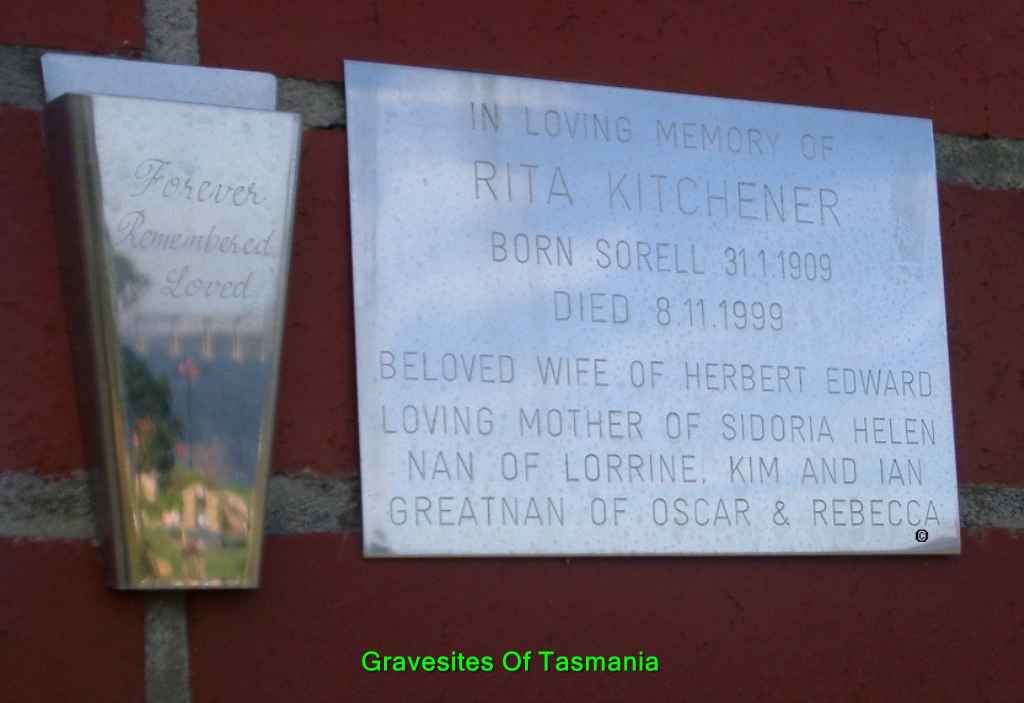 Forever
Remembered
Loved
IN LOVING MEMORY OF
RITA KITCHENER
BORN SORELL 31.1.1909
DIED 8.11.1999
BELOVED WIFE OF HERBERT EDWARD
LOVING MOTHER OF SIDORIA HELEN
NAN OF LORRINE, KIM AND IAN
GREATNAN OF OSCAR & REBECCA
©
Gravesites Of Tasmania